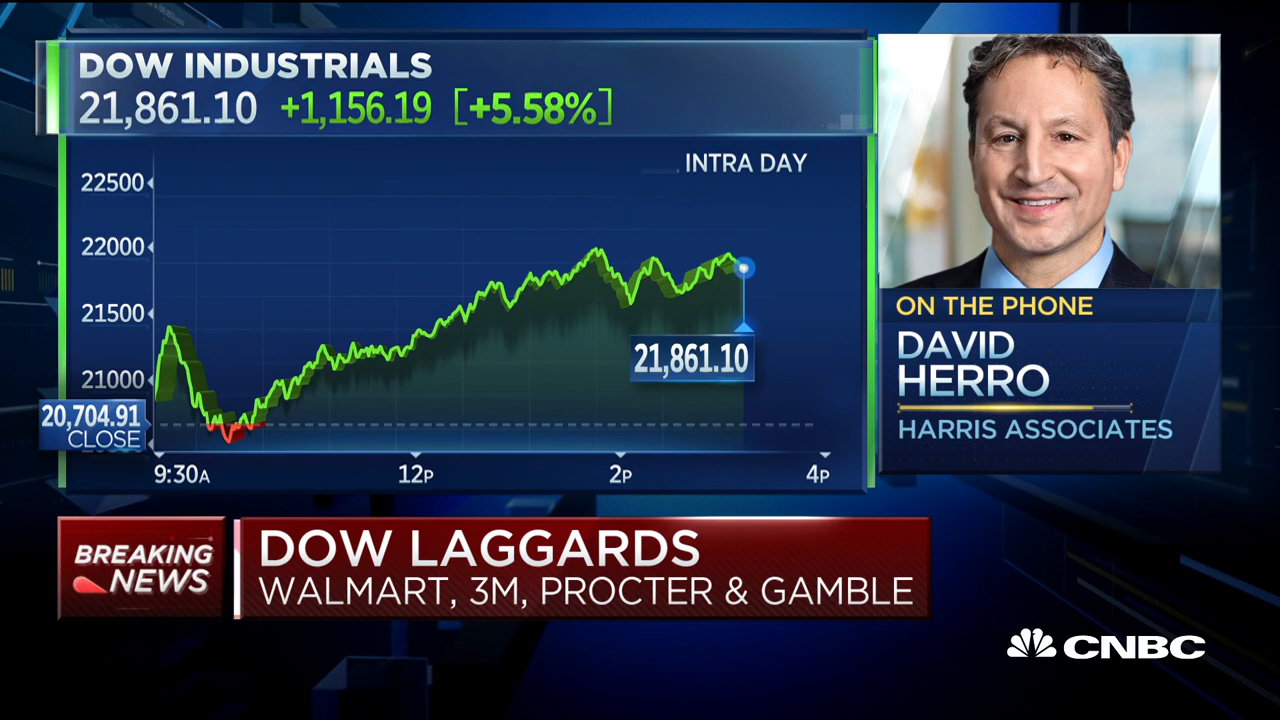 DOW INDUSTRIALS
21,861.10 +1,156.19 [+5.58%]
INTRA DAY
22500
22000
21500
21000
20,704.91
CLOSE
21,861.10
9:30A 12P 2P 4P
ON THE PHONE
DAVID
HERRO
HARRIS ASSOCIATES
BREAKING
NEWS
DOW LAGGARDS
WALMART, 3M, PROCTER & GAMBLE
CNBC